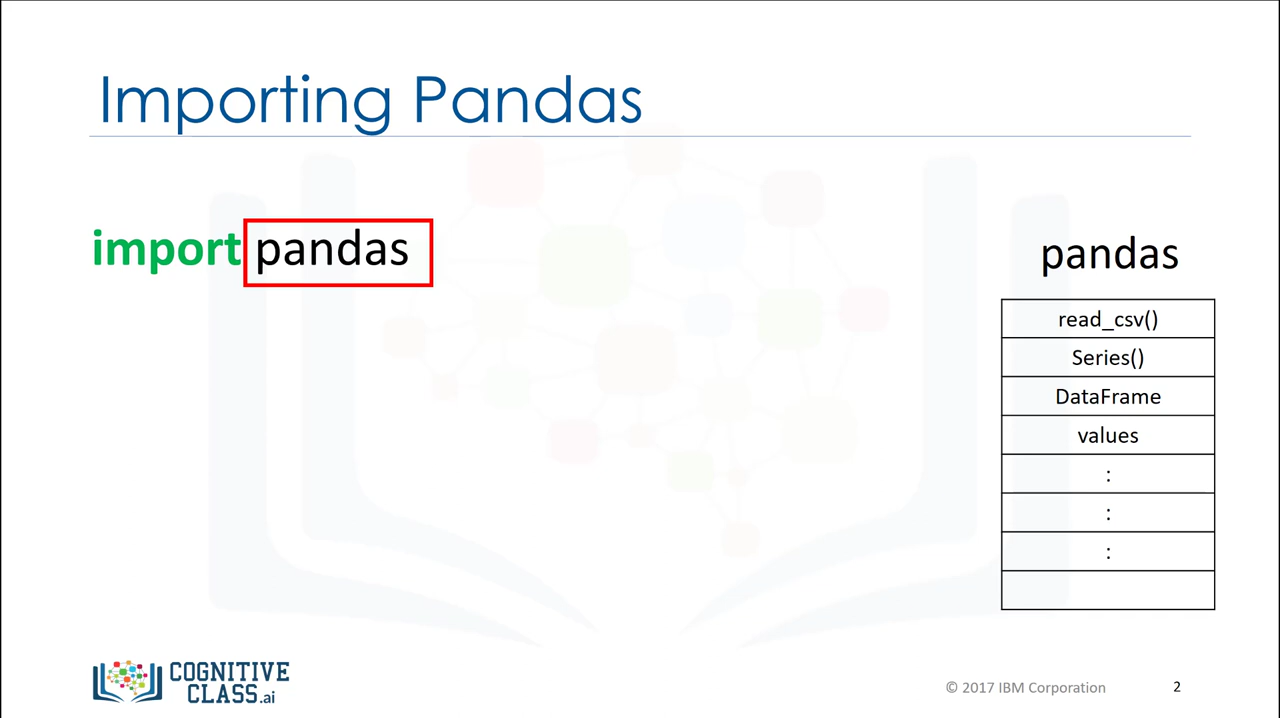 Importing Pandas
import pandas
pandas
read_csv()
Series()
DataFrame
values
:
:
:
COGNITIVE
CLASS.ai
© 2017 IBM Corporation
2